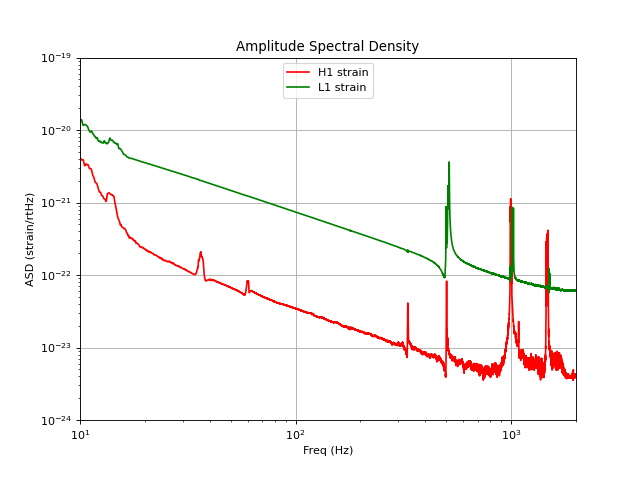 Amplitude Spectral Density
10⁻¹⁹
H1 strain
L1 strain
10⁻²⁰
10⁻²¹
ASD (strain/rtHz)
10⁻²²
10⁻²³
10⁻²⁴
10¹ 10² 10³
Freq (Hz)